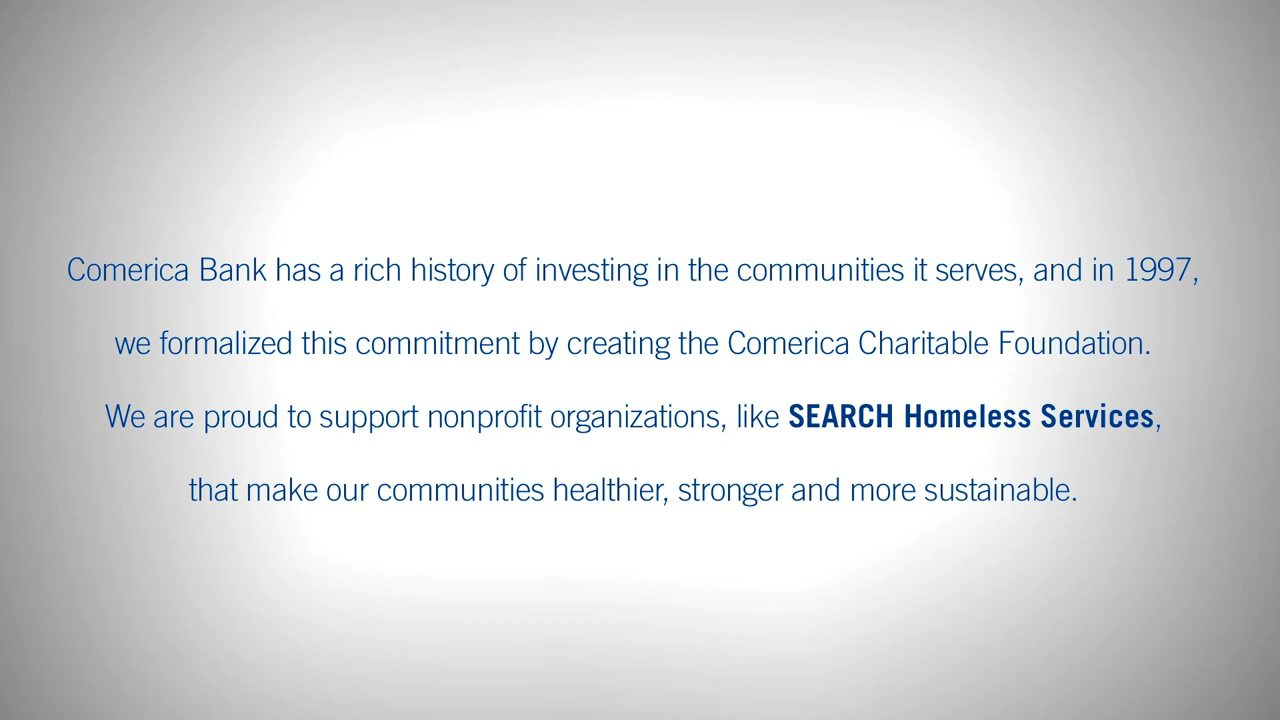 Comerica Bank has a rich history of investing in the communities it serves, and in 1997,
we formalized this commitment by creating the Comerica Charitable Foundation.
We are proud to support nonprofit organizations, like SEARCH Homeless Services,
that make our communities healthier, stronger and more sustainable.